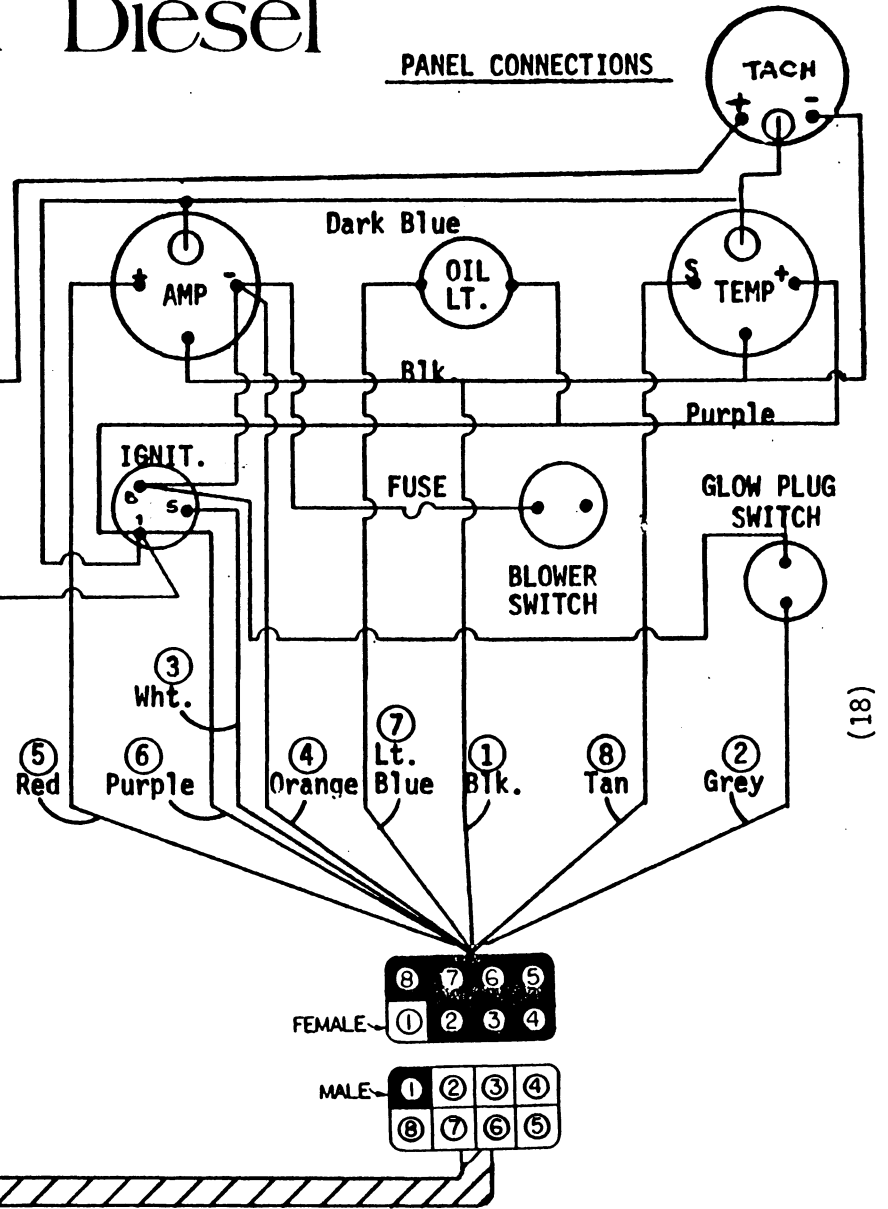 Diesel
PANEL CONNECTIONS
TACH
+ -
Dark Blue
+ AMP -
OIL
LT.
S TEMP +
Blk.
Purple
IGNIT.
B
S
1
FUSE
GLOW PLUG
SWITCH
BLOWER
SWITCH
(18)
3
Wht.
5
Red
6
Purple
4
Orange
7
Lt.
Blue
1
Blk.
8
Tan
2
Grey
8 7 6 5
FEMALE 1 2 3 4
MALE 1 2 3 4
8 7 6 5